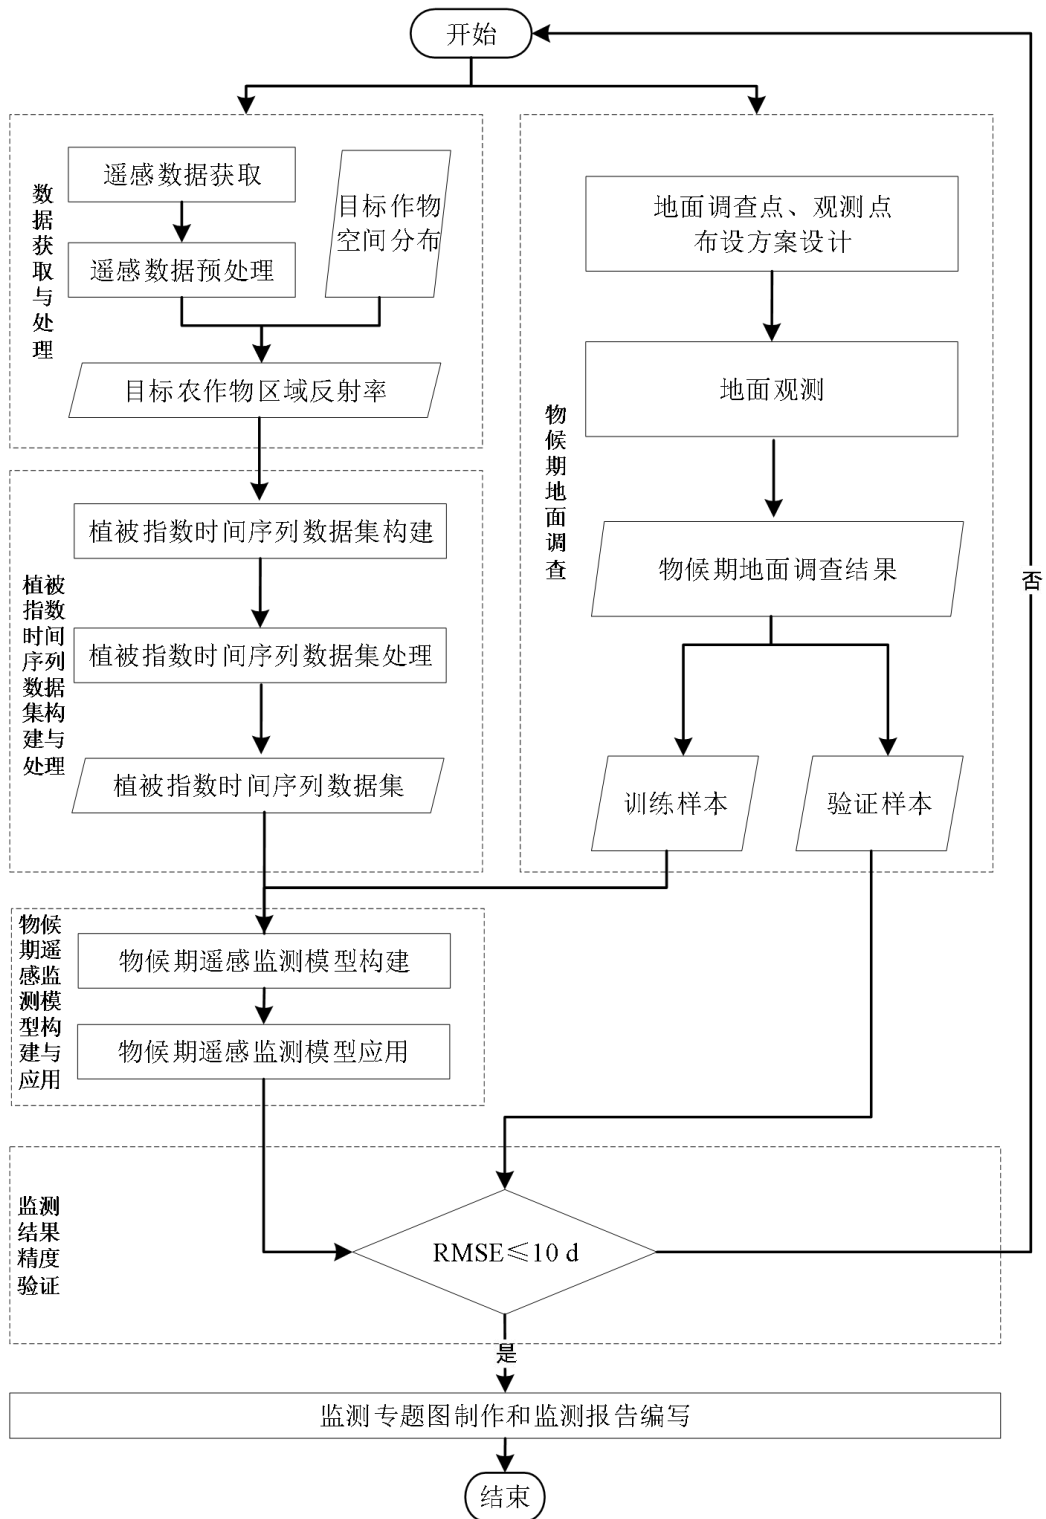 开始
数
据
获
取
与
处
理
遥感数据获取
遥感数据预处理
目标作物
空间分布
目标农作物区域反射率
植被
指数
时间
序列
数据
集构
建与
处理
植被指数时间序列数据集构建
植被指数时间序列数据集处理
植被指数时间序列数据集
物
候
期
地
面
调
查
地面调查点、观测点
布设方案设计
地面观测
物候期地面调查结果
训练样本
验证样本
物候
期遥
感监
测模
型构
建与
应用
物候期遥感监测模型构建
物候期遥感监测模型应用
监测
结果
精度
验证
RMSE≤10 d
否
是
监测专题图制作和监测报告编写
结束